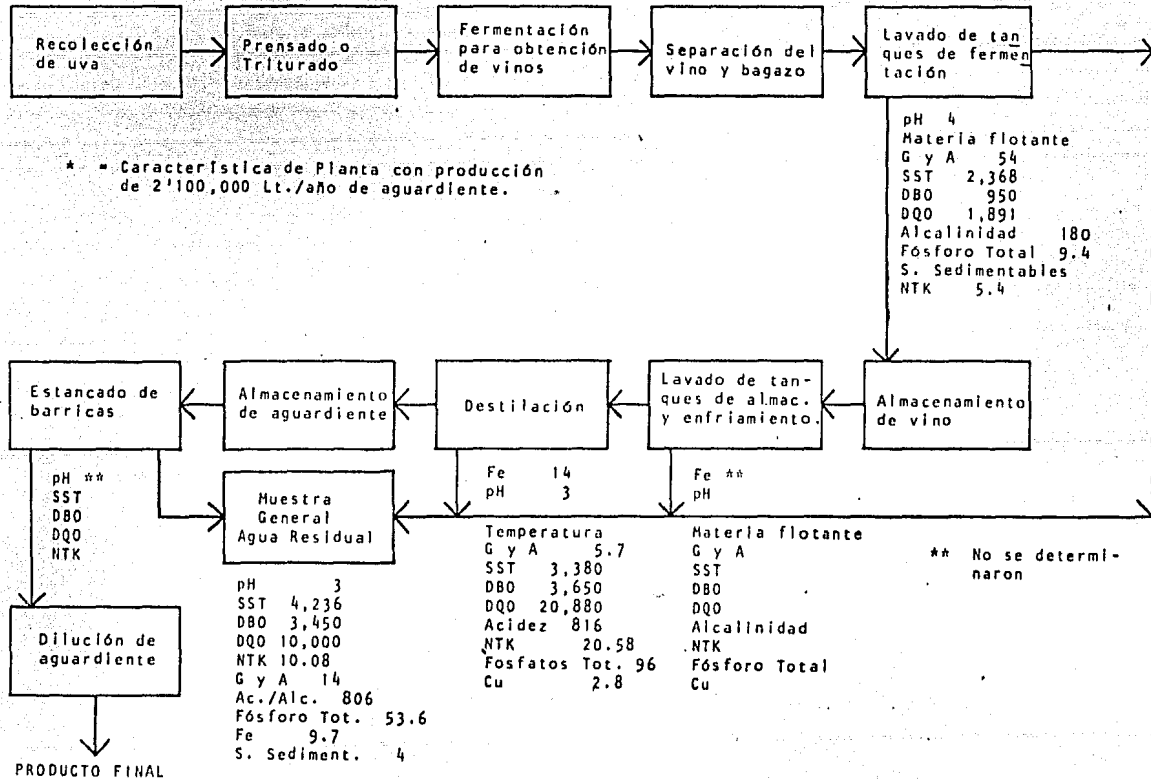 Recolección
de uva
Prensado o
Triturado
Fermentación
para obtención
de vinos
Separación del
vino y bagazo
Lavado de tan
ques de fermen
tación
* = Característica de Planta con producción
de 2'100,000 Lt./año de aguardiente.
pH 4
Materia flotante
G y A 54
SST 2,368
DBO 950
DQO 1,891
Alcalinidad 180
Fósforo Total 9.4
S. Sedimentables
NTK 5.4
Estancado de
barricas
Almacenamiento
de aguardiente
Destilación
Lavado de tan-
ques de almac.
y enfriamiento.
Almacenamiento
de vino
pH **
SST
DBO
DQO
NTK
Muestra
General
Agua Residual
Fe 14
pH 3
Temperatura
G y A 5.7
SST 3,380
DBO 3,650
DQO 20,880
Acidez 816
NTK 20.58
Fosfatos Tot. 96
Cu 2.8
Fe **
pH
Materia flotante
G y A
SST
DBO
DQO
Alcalinidad
NTK
Fósforo Total
Cu
** No se determi-
naron
pH 3
SST 4,236
DBO 3,450
DQO 10,000
NTK 10.08
G y A 14
Ac./Alc. 806
Fósforo Tot. 53.6
Fe 9.7
S. Sediment. 4
Dilución de
aguardiente
PRODUCTO FINAL